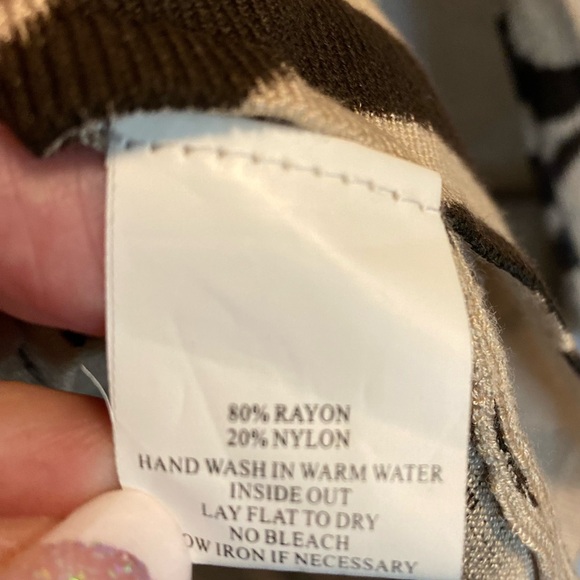 80% RAYON
20% NYLON
HAND WASH IN WARM WATER
INSIDE OUT
LAY FLAT TO DRY
NO BLEACH
OW IRON IF NECESSARY